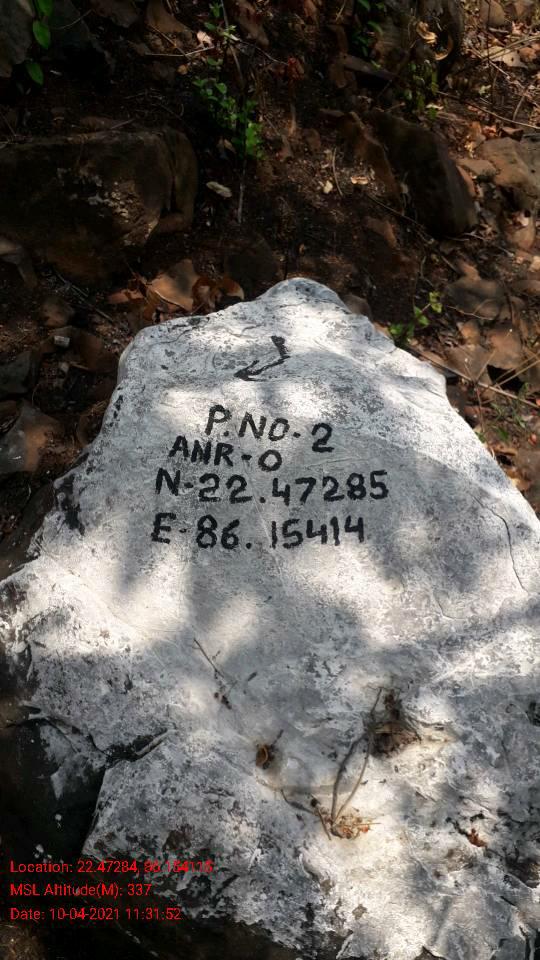 P.NO-2
ANR-0
N-22.47285
E-86.15414
Location: 22.47284, 86.154115
MSL Altitude(M): 337
Date: 10-04-2021 11:31:52